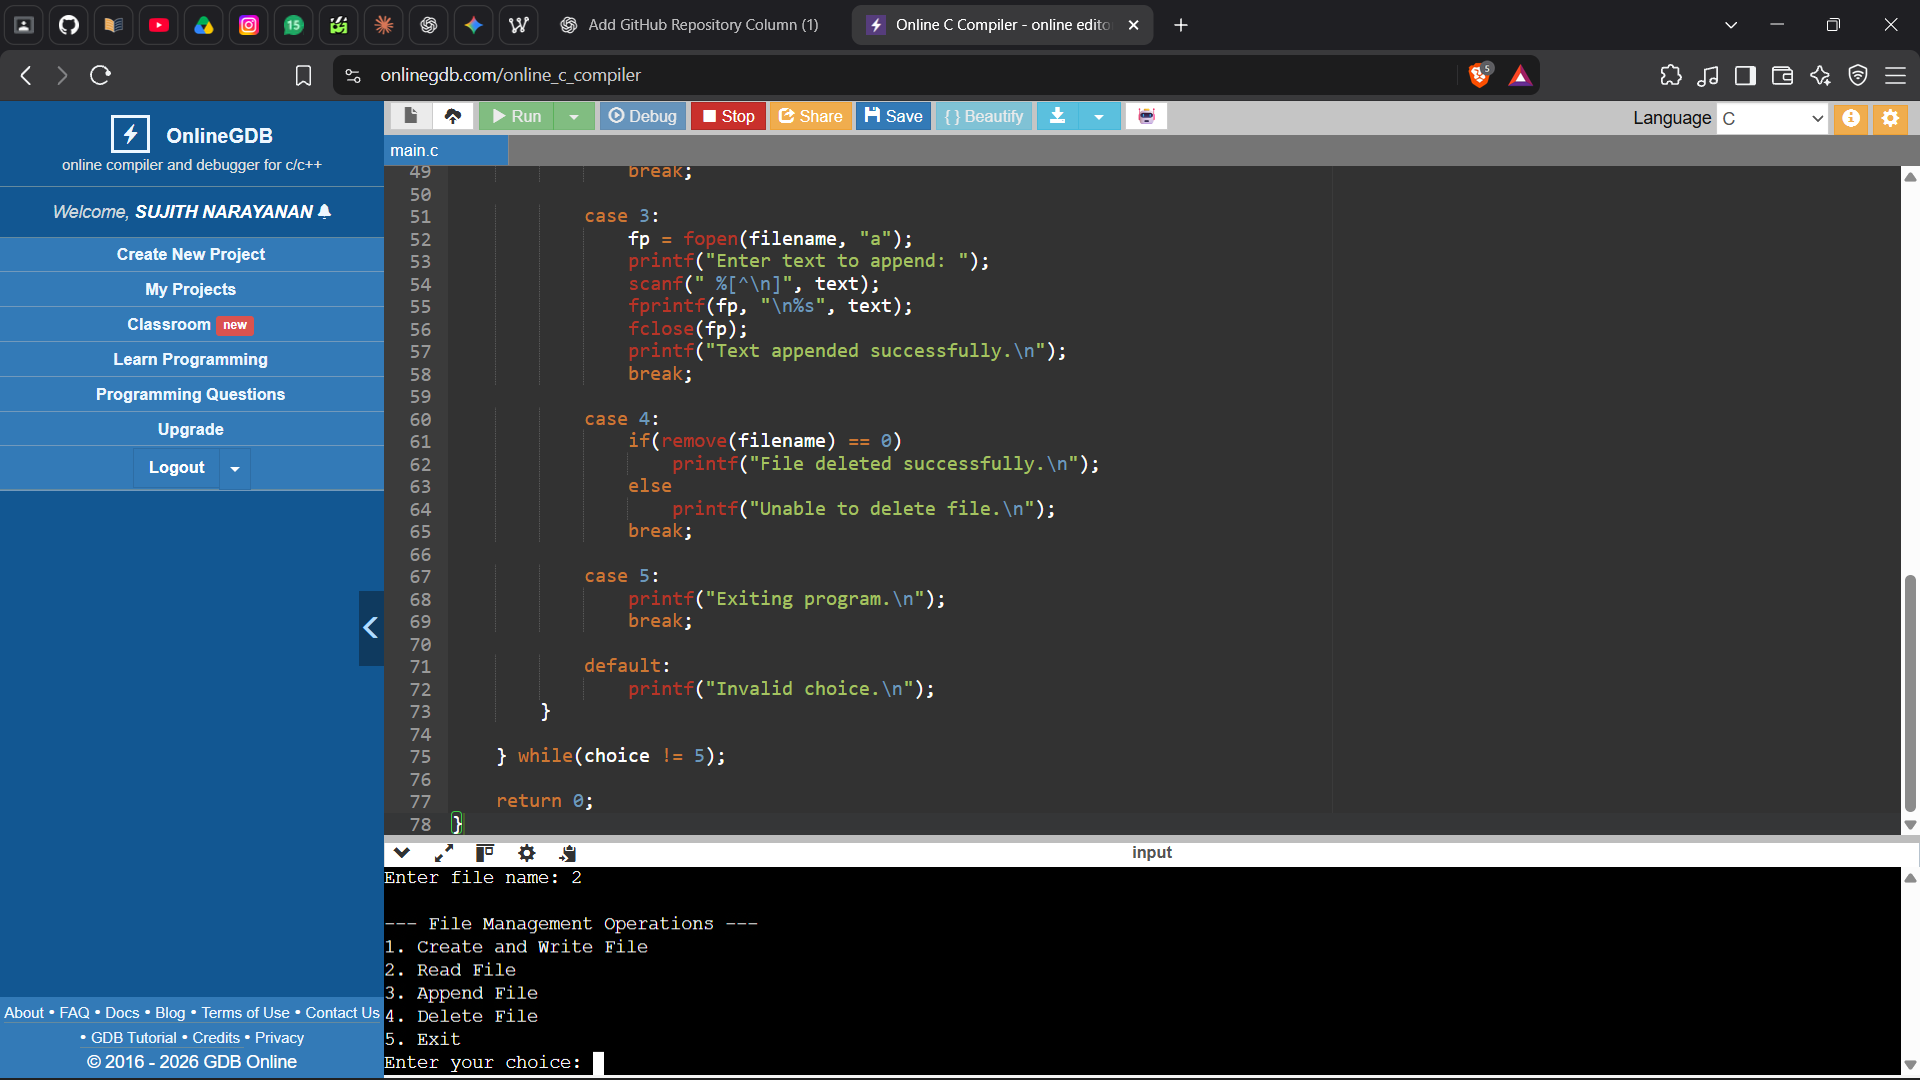 15
Add GitHub Repository Column (1)
Online C Compiler - online edito
onlinegdb.com/online_c_compiler
5
OnlineGDB
online compiler and debugger for c/c++
Welcome, SUJITH NARAYANAN
Create New Project
My Projects
Classroom new
Learn Programming
Programming Questions
Upgrade
Logout
About • FAQ • Docs • Blog • Terms of Use • Contact Us
• GDB Tutorial • Credits • Privacy
© 2016 - 2026 GDB Online
Run
Debug
Stop
Share
Save
{ } Beautify
Language C
main.c
49 break;
50
51 case 3:
52 fp = fopen(filename, "a");
53 printf("Enter text to append: ");
54 scanf(" %[^\n]", text);
55 fprintf(fp, "\n%s", text);
56 fclose(fp);
57 printf("Text appended successfully.\n");
58 break;
59
60 case 4:
61 if(remove(filename) == 0)
62 printf("File deleted successfully.\n");
63 else
64 printf("Unable to delete file.\n");
65 break;
66
67 case 5:
68 printf("Exiting program.\n");
69 break;
70
71 default:
72 printf("Invalid choice.\n");
73 }
74
75 } while(choice != 5);
76
77 return 0;
78 }
input
Enter file name: 2
--- File Management Operations ---
1. Create and Write File
2. Read File
3. Append File
4. Delete File
5. Exit
Enter your choice: